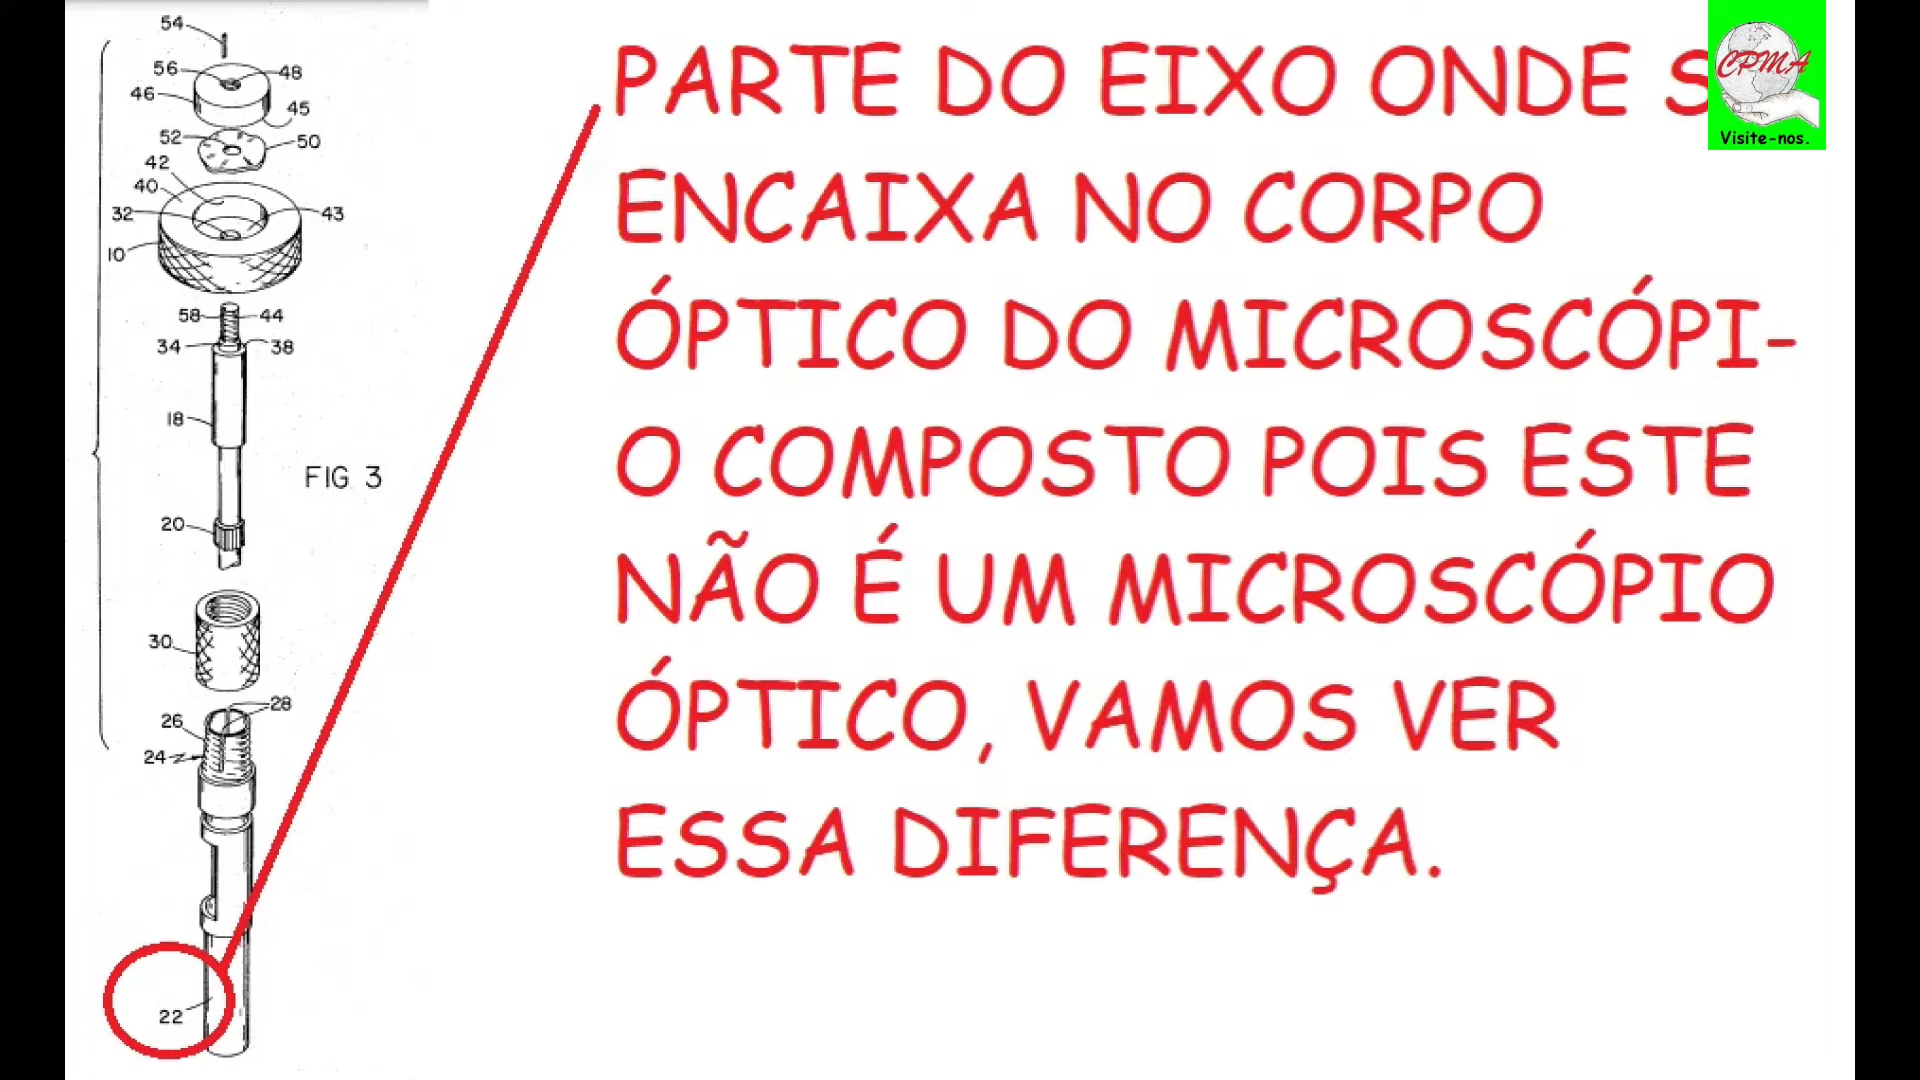 54
56
48
46
45
52
50
42
40
32
43
10
58
44
34
38
18
FIG. 3
20
30
28
26
24
22
PARTE DO EIXO ONDE S
ENCAIXA NO CORPO
ÓPTICO DO MICROSCÓPI-
O COMPOSTO POIS ESTE
NÃO É UM MICROSCÓPIO
ÓPTICO, VAMOS VER
ESSA DIFERENÇA.
CPMA
Visite-nos.